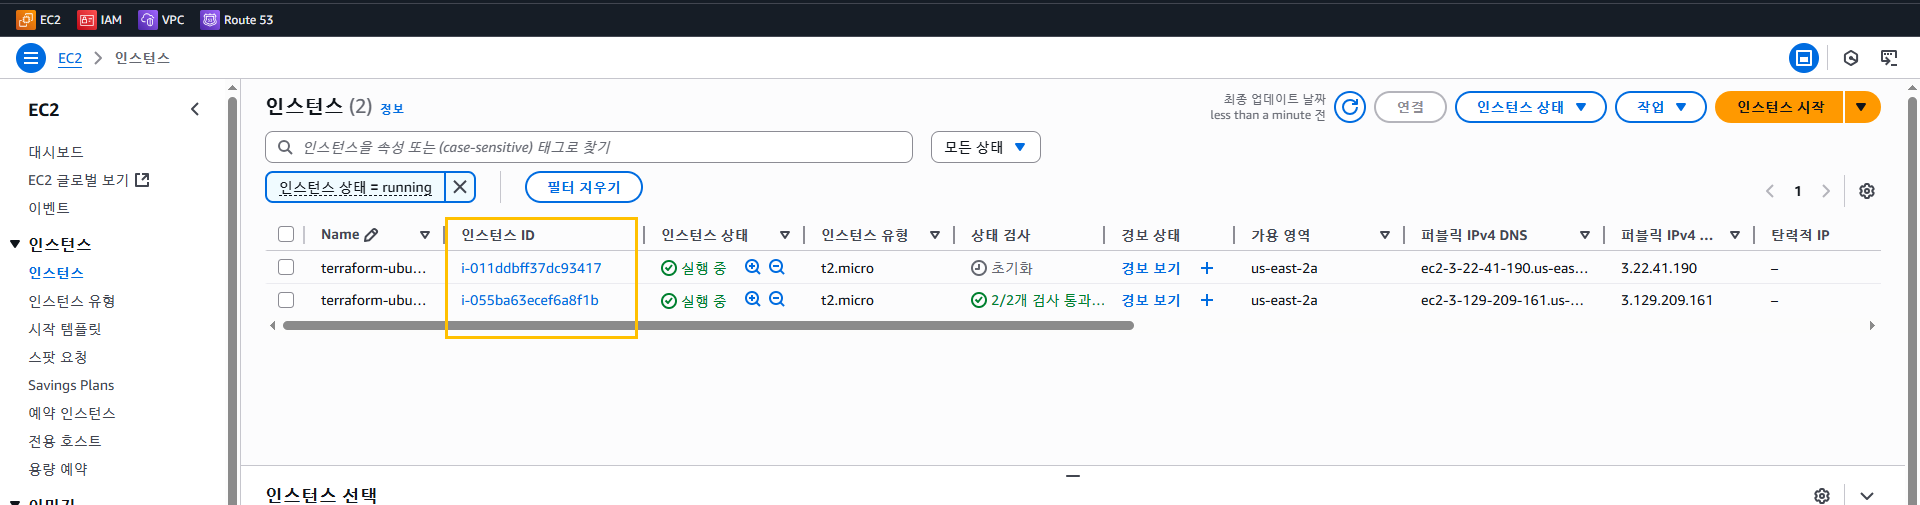 EC2 IAM VPC Route 53
EC2 > 인스턴스
EC2
대시보드
EC2 글로벌 보기
이벤트
인스턴스
인스턴스
인스턴스 유형
시작 템플릿
스팟 요청
Savings Plans
예약 인스턴스
전용 호스트
용량 예약
인스턴스 (2) 정보
최종 업데이트 날짜
less than a minute 전
연결 인스턴스 상태 작업 인스턴스 시작
인스턴스을 속성 또는 (case-sensitive) 태그로 찾기
모든 상태
인스턴스 상태 = running
필터 지우기
1
Name 인스턴스 ID 인스턴스 상태 인스턴스 유형 상태 검사 경보 상태 가용 영역 퍼블릭 IPv4 DNS 퍼블릭 IPv4 ... 탄력적 IP
terraform-ubu... i-011ddbff37dc93417 실행 중 t2.micro 초기화 경보 보기 + us-east-2a ec2-3-22-41-190.us-eas... 3.22.41.190 –
terraform-ubu... i-055ba63ecef6a8f1b 실행 중 t2.micro 2/2개 검사 통과... 경보 보기 + us-east-2a ec2-3-129-209-161.us-... 3.129.209.161 –
인스턴스 선택